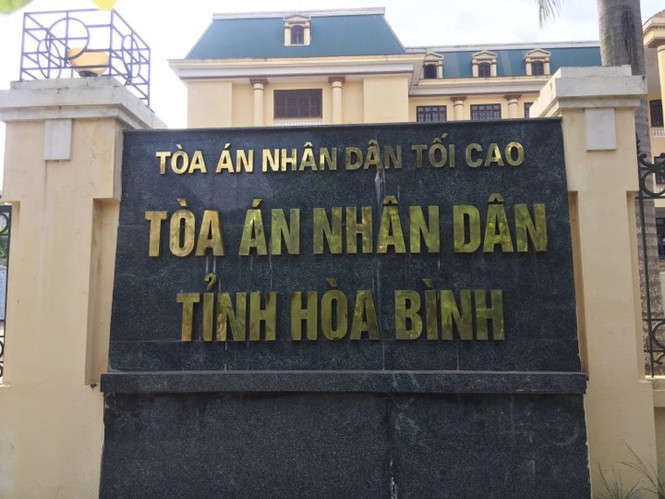 TÒA ÁN NHÂN DÂN TỐI CAO
TÒA ÁN NHÂN DÂN
TỈNH HÒA BÌNH